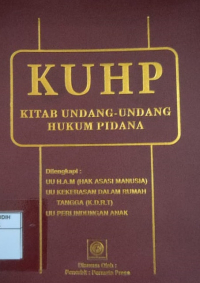 KUHP
KITAB UNDANG-UNDANG
HUKUM PIDANA
Dilengkapi :
UU H.A.M (HAK ASASI MANUSIA)
UU KEKERASAN DALAM RUMAH
TANGGA (K.D.R.T)
UU PERLINDUNGAN ANAK
Disusun Oleh :
Penerbit : Pustaka